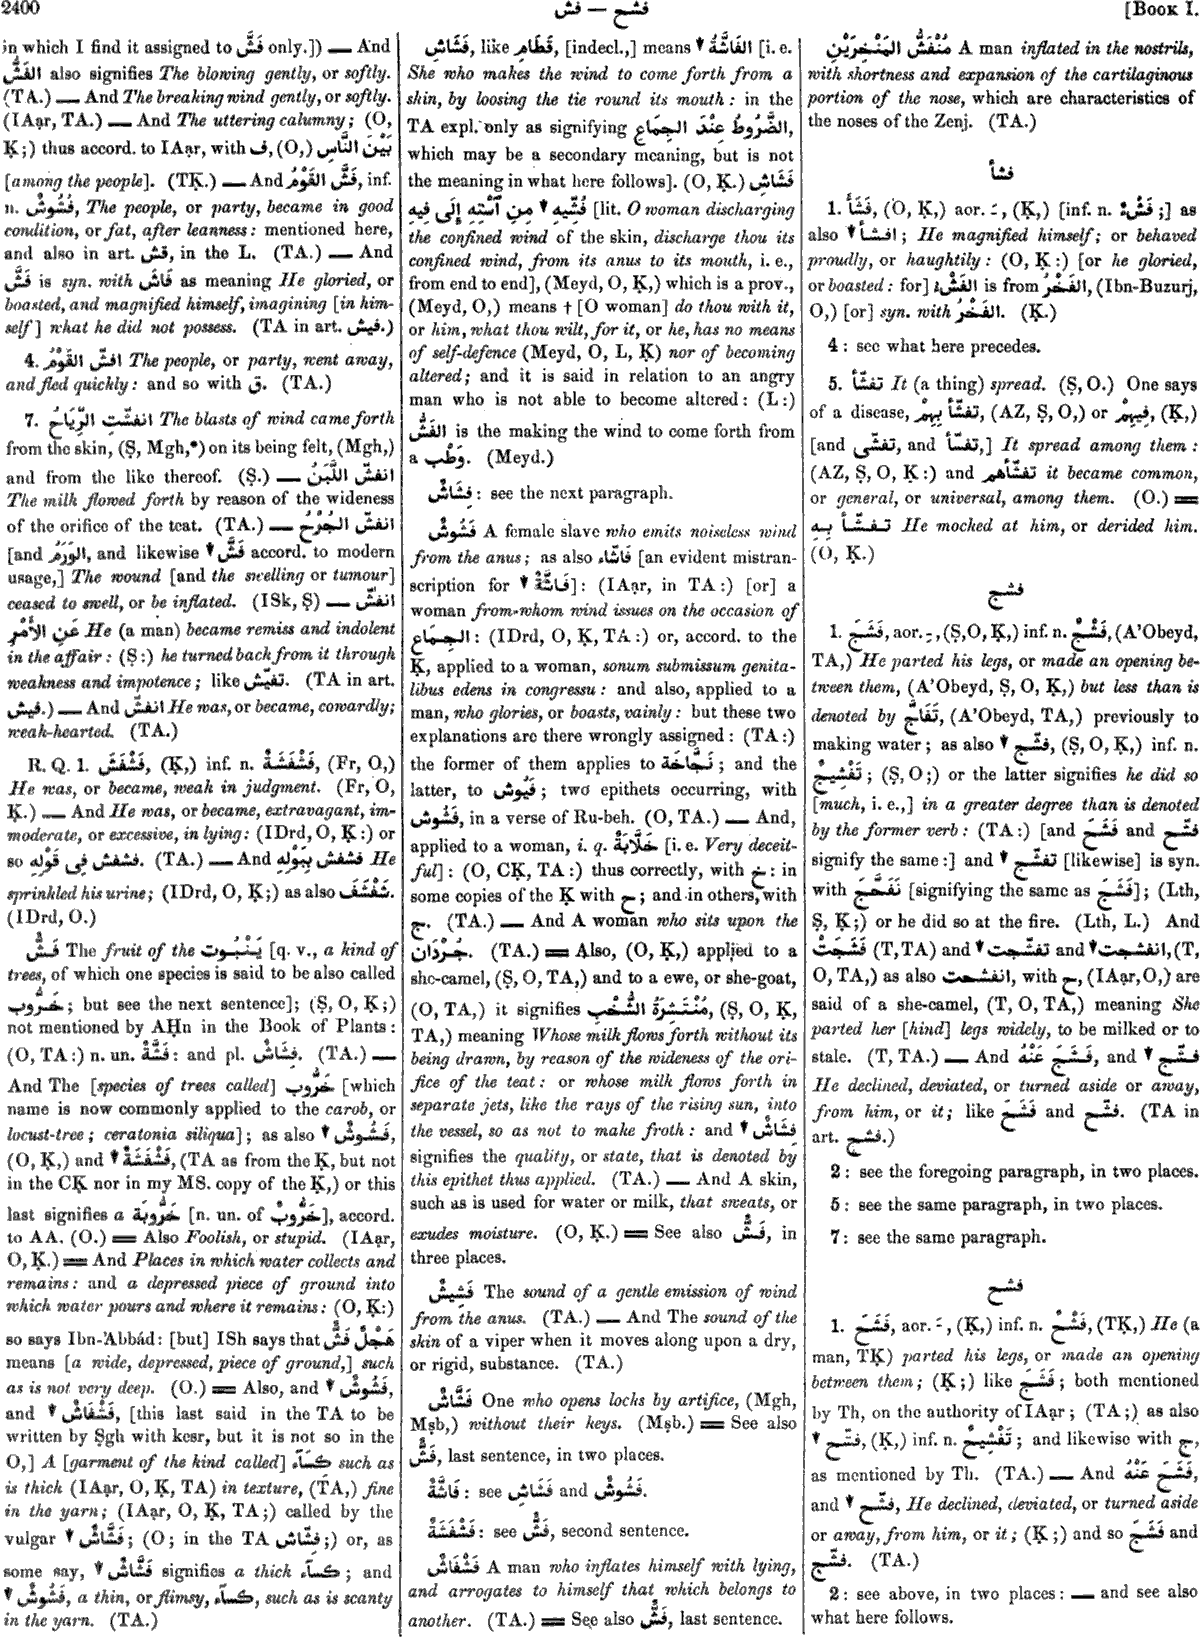 2400
فش — فشح
[BOOK I.
in which I find it assigned to فَشَّ only.]) — And
الفَشُّ also signifies The blowing gently, or softly.
(TA.) — And The breaking wind gently, or softly.
(IAạr, TA.) — And The uttering calumny; (O,
Ḳ;) thus accord. to IAạr, with ف, (O,) بَيْنَ النَّاسِ
[among the people]. (TḲ.) — And فَشَّ القَوْمُ, inf.
n. فُشُوشٌ, The people, or party, became in good
condition, or fat, after leanness: mentioned here,
and also in art. قش, in the L. (TA.) — And
فَشَّ is syn. with فَاشَ as meaning He gloried, or
boasted, and magnified himself, imagining [in him-
self] what he did not possess. (TA in art. فيش.)
4. افشّ القَوْمُ The people, or party, went away,
and fled quickly: and so with ق. (TA.)
7. انفشّتِ الرِّيَاحُ The blasts of wind came forth
from the skin, (Ṣ, Mgh,*) on its being felt, (Mgh,)
and from the like thereof. (Ṣ.) — انفشّ اللَّبَنُ
The milk flowed forth by reason of the wideness
of the orifice of the teat. (TA.) — انفشّ الجُرْحُ
[and الوَرَمُ, and likewise ▼ فَشَّ accord. to modern
usage,] The wound [and the swelling or tumour]
ceased to swell, or be inflated. (ISk, Ṣ) — انفشّ
عَنِ الأَمْرِ He (a man) became remiss and indolent
in the affair: (Ṣ:) he turned back from it through
weakness and impotence; like تفيّش. (TA in art.
فيش.) — And انفشّ He was, or became, cowardly;
weak-hearted. (TA.)
R. Q. 1. فَشْفَشَ, (Ḳ,) inf. n. فَشْفَشَةٌ, (Fr, O,)
He was, or became, weak in judgment. (Fr, O,
Ḳ.) — And He was, or became, extravagant, im-
moderate, or excessive, in lying: (IDrd, O, Ḳ:) or
so فشفش فِى قَوْلِهِ. (TA.) — And فشفش بِبَوْلِهِ He
sprinkled his urine; (IDrd, O, Ḳ;) as also شَفْشَفَ.
(IDrd, O.)
فَشٌّ The fruit of the يَنْبُوت [q. v., a kind of
trees, of which one species is said to be also called
خَرُّوب; but see the next sentence]; (Ṣ, O, Ḳ;)
not mentioned by AḤn in the Book of Plants:
(O, TA:) n. un. فَشَّةٌ: and pl. فِشَاشٌ. (TA.) —
And The [species of trees called] خَرُّوب [which
name is now commonly applied to the carob, or
locust-tree; ceratonia siliqua]; as also ▼ فَشُوشٌ,
(O, Ḳ,) and ▼ فَشْفَشَةٌ, (TA as from the Ḳ, but not
in the CḲ nor in my MS. copy of the Ḳ,) or this
last signifies a خَرُّوبَة [n. un. of خَرُّوبٌ], accord.
to AA. (O.) = Also Foolish, or stupid. (IAạr,
O, Ḳ.) = And Places in which water collects and
remains: and a depressed piece of ground into
which water pours and where it remains: (O, Ḳ:)
so says Ibn-'Abbád: [but] ISh says that هَجْلٌ فَشٌّ
means [a wide, depressed, piece of ground,] such
as is not very deep. (O.) = Also, and ▼ فَشُوشٌ,
and ▼ فَشْفَاشٌ, [this last said in the TA to be
written by Ṣgh with kesr, but it is not so in the
O,] A [garment of the kind called] كِسَآء such as
is thick (IAạr, O, Ḳ, TA) in texture, (TA,) fine
in the yarn; (IAạr, O, Ḳ, TA;) called by the
vulgar ▼ فَشَّاشٌ; (O; in the TA فِشَّاش;) or, as
some say, ▼ فَشَّاشٌ signifies a thick كِسَآء; and
▼ فَشُوشٌ, a thin, or flimsy, كِسَآء, such as is scanty
in the yarn. (TA.)
فَشَاشِ, like قَطَامِ, [indecl.,] means ▼ الفَاشَّةُ [i. e.
She who makes the wind to come forth from a
skin, by loosing the tie round its mouth: in the
TA expl. only as signifying الضَّرُوطُ عِنْدَ الجِمَاعِ,
which may be a secondary meaning, but is not
the meaning in what here follows]. (O, Ḳ.) فَشَاشِ
فُشِّيهِ ▼ مِنِ ٱسْتِهِ إِلَى فِيهِ [lit. O woman discharging
the confined wind of the skin, discharge thou its
confined wind, from its anus to its mouth, i. e.,
from end to end], (Meyd, O, Ḳ,) which is a prov.,
(Meyd, O,) means † [O woman] do thou with it,
or him, what thou wilt, for it, or he, has no means
of self-defence (Meyd, O, L, Ḳ) nor of becoming
altered; and it is said in relation to an angry
man who is not able to become altered: (L:)
الفَشُّ is the making the wind to come forth from
a وَطْب. (Meyd.)
فِشَاشٌ: see the next paragraph.
فَشُوشٌ A female slave who emits noiseless wind
from the anus; as also فَاشَّاء [an evident mistran-
scription for ▼ فَاشَّةٌ]: (IAạr, in TA:) [or] a
woman from whom wind issues on the occasion of
الجِمَاع: (IDrd, O, Ḳ, TA:) or, accord. to the
Ḳ, applied to a woman, sonum submissum genita-
libus edens in congressu: and also, applied to a
man, who glories, or boasts, vainly: but these two
explanations are there wrongly assigned: (TA:)
the former of them applies to نَجَّاخَة; and the
latter, to فَيُوش; two epithets occurring, with
فَشُوش, in a verse of Ru-beh. (O, TA.) — And,
applied to a woman, i. q. خَلَّابَةٌ [i. e. Very deceit-
ful]: (O, CḲ, TA:) thus correctly, with خ: in
some copies of the Ḳ with ح; and in others, with
ج. (TA.) — And A woman who sits upon the
جُرْدَان. (TA.) = Also, (O, Ḳ,) applied to a
she-camel, (Ṣ, O, TA,) and to a ewe, or she-goat,
(O, TA,) it signifies مُنْتَشِرَةُ الشُّخْبِ, (Ṣ, O, Ḳ,
TA,) meaning Whose milk flows forth without its
being drawn, by reason of the wideness of the ori-
fice of the teat: or whose milk flows forth in
separate jets, like the rays of the rising sun, into
the vessel, so as not to make froth: and ▼ فِشَاشٌ
signifies the quality, or state, that is denoted by
this epithet thus applied. (TA.) — And A skin,
such as is used for water or milk, that sweats, or
exudes moisture. (O, Ḳ.) = See also فَشٌّ, in
three places.
فَشِيشٌ The sound of a gentle emission of wind
from the anus. (TA.) — And The sound of the
skin of a viper when it moves along upon a dry,
or rigid, substance. (TA.)
فَشَّاشٌ One who opens locks by artifice, (Mgh,
Mṣb,) without their keys. (Mṣb.) = See also
فَشٌّ, last sentence, in two places.
فَاشَّةٌ: see فَشَاشِ and فَشُوشٌ.
فَشْفَشَةٌ: see فَشٌّ, second sentence.
فَشْفَاشٌ A man who inflates himself with lying,
and arrogates to himself that which belongs to
another. (TA.) = See also فَشٌّ, last sentence.
مُنْفَشُّ المَنْخِرَيْنِ A man inflated in the nostrils,
with shortness and expansion of the cartilaginous
portion of the nose, which are characteristics of
the noses of the Zenj. (TA.)
فشأ
1. فَشَأَ, (O, Ḳ,) aor. ـَ, (Ḳ,) [inf. n. فَشْءٌ;] as
also ▼ افشأ; He magnified himself; or behaved
proudly, or haughtily: (O, Ḳ:) [or he gloried,
or boasted: for] الفَشْءُ is from الفَخْرُ, (Ibn-Buzurj,
O,) [or] syn. with الفَخْرُ. (Ḳ.)
4: see what here precedes.
5. تفشّأ It (a thing) spread. (Ṣ, O.) One says
of a disease, تفشّأ بِهِمْ, (AZ, Ṣ, O,) or فِيهِمْ, (Ḳ,)
[and تفشّى, and تفسّأ,] It spread among them:
(AZ, Ṣ, O, Ḳ:) and تفشّأهم it became common,
or general, or universal, among them. (O.) =
تفشّأ بِهِ He mocked at him, or derided him.
(O, Ḳ.)
فشج
1. فَشَجَ, aor. ـِ, (Ṣ, O, Ḳ,) inf. n. فَشْجٌ, (A'Obeyd,
TA,) He parted his legs, or made an opening be-
tween them, (A'Obeyd, Ṣ, O, Ḳ,) but less than is
denoted by تَفَاجَّ, (A'Obeyd, TA,) previously to
making water; as also ▼ فشّج, (Ṣ, O, Ḳ,) inf. n.
تَفْشِيجٌ; (Ṣ, O;) or the latter signifies he did so
[much, i. e.,] in a greater degree than is denoted
by the former verb: (TA:) [and فَشَحَ and فشّح
signify the same:] and ▼ تفشّج [likewise] is syn.
with تَفَحَّجَ [signifying the same as فَشَجَ]; (Lth,
Ṣ, Ḳ;) or he did so at the fire. (Lth, L.) And
فَشَجَتْ (T, TA) and ▼ تفشّجت and ▼ انفشجت, (T,
O, TA,) as also انفشحت, with ح, (IAạr, O,) are
said of a she-camel, (T, O, TA,) meaning She
parted her [hind] legs widely, to be milked or to
stale. (T, TA.) — And فَشَجَ عَنْهُ, and ▼ فشّج
He declined, deviated, or turned aside or away,
from him, or it; like فَشَحَ and فشّح. (TA in
art. فشح.)
2: see the foregoing paragraph, in two places.
5: see the same paragraph, in two places.
7: see the same paragraph.
فشح
1. فَشَحَ, aor. ـَ, (Ḳ,) inf. n. فَشْحٌ, (TḲ,) He (a
man, TḲ) parted his legs, or made an opening
between them; (Ḳ;) like فَشَجَ; both mentioned
by Th, on the authority of IAạr; (TA;) as also
▼ فشّح, (Ḳ,) inf. n. تَفْشِيحٌ; and likewise with ج,
as mentioned by Th. (TA.) — And فَشَحَ عَنْهُ,
and ▼ فشّح, He declined, deviated, or turned aside
or away, from him, or it; (Ḳ;) and so فَشَجَ and
فشّج. (TA.)
2: see above, in two places: — and see also
what here follows.